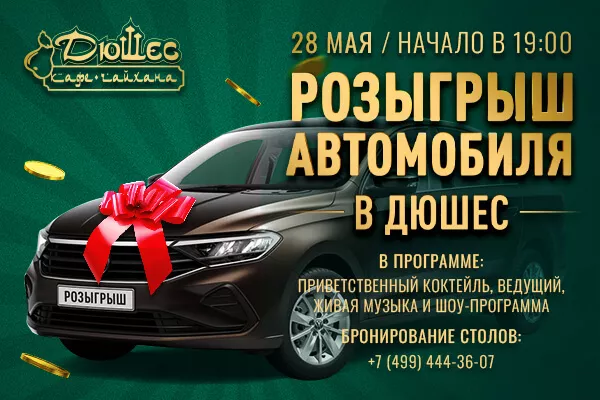 Дюшес
кафе • чайхана
28 МАЯ / НАЧАЛО В 19:00
РОЗЫГРЫШ
АВТОМОБИЛЯ
В ДЮШЕС
В ПРОГРАММЕ:
ПРИВЕТСТВЕННЫЙ КОКТЕЙЛЬ, ВЕДУЩИЙ,
ЖИВАЯ МУЗЫКА И ШОУ-ПРОГРАММА
БРОНИРОВАНИЕ СТОЛОВ:
+7 (499) 444-36-07
РОЗЫГРЫШ